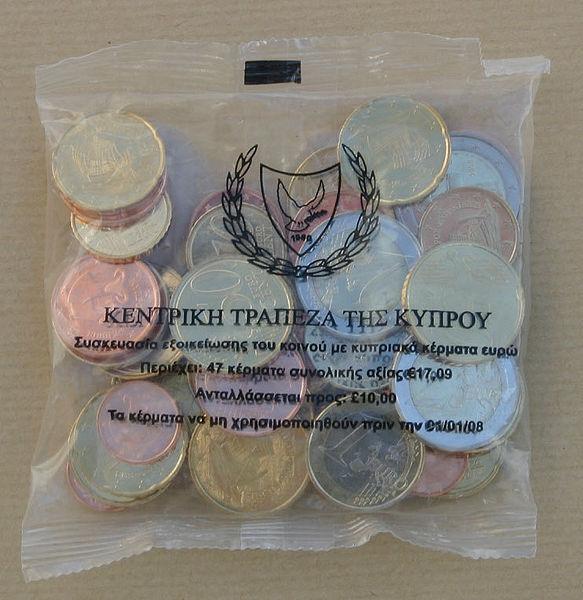 1960
ΚΕΝΤΡΙΚΗ ΤΡΑΠΕΖΑ ΤΗΣ ΚΥΠΡΟΥ
Συσκευασία εξοικείωσης του κοινού με κυπριακά κέρματα ευρώ
Περιέχει: 47 κέρματα συνολικής αξίας €17,09
Ανταλλάσσεται προς: £10,00
Τα κέρματα να μη χρησιμοποιηθούν πριν την 01/01/08